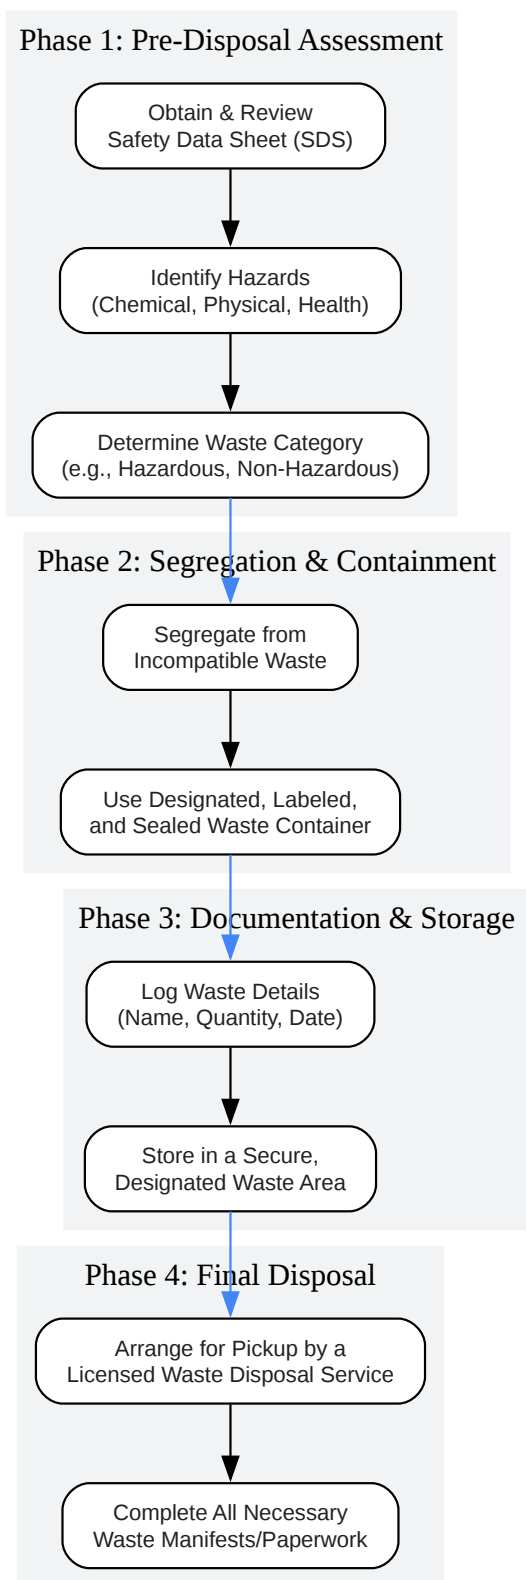 Phase 1: Pre-Disposal Assessment
Obtain & Review
Safety Data Sheet (SDS)
Identify Hazards
(Chemical, Physical, Health)
Determine Waste Category
(e.g., Hazardous, Non-Hazardous)
Phase 2: Segregation & Containment
Segregate from
Incompatible Waste
Use Designated, Labeled,
and Sealed Waste Container
Phase 3: Documentation & Storage
Log Waste Details
(Name, Quantity, Date)
Store in a Secure,
Designated Waste Area
Phase 4: Final Disposal
Arrange for Pickup by a
Licensed Waste Disposal Service
Complete All Necessary
Waste Manifests/Paperwork